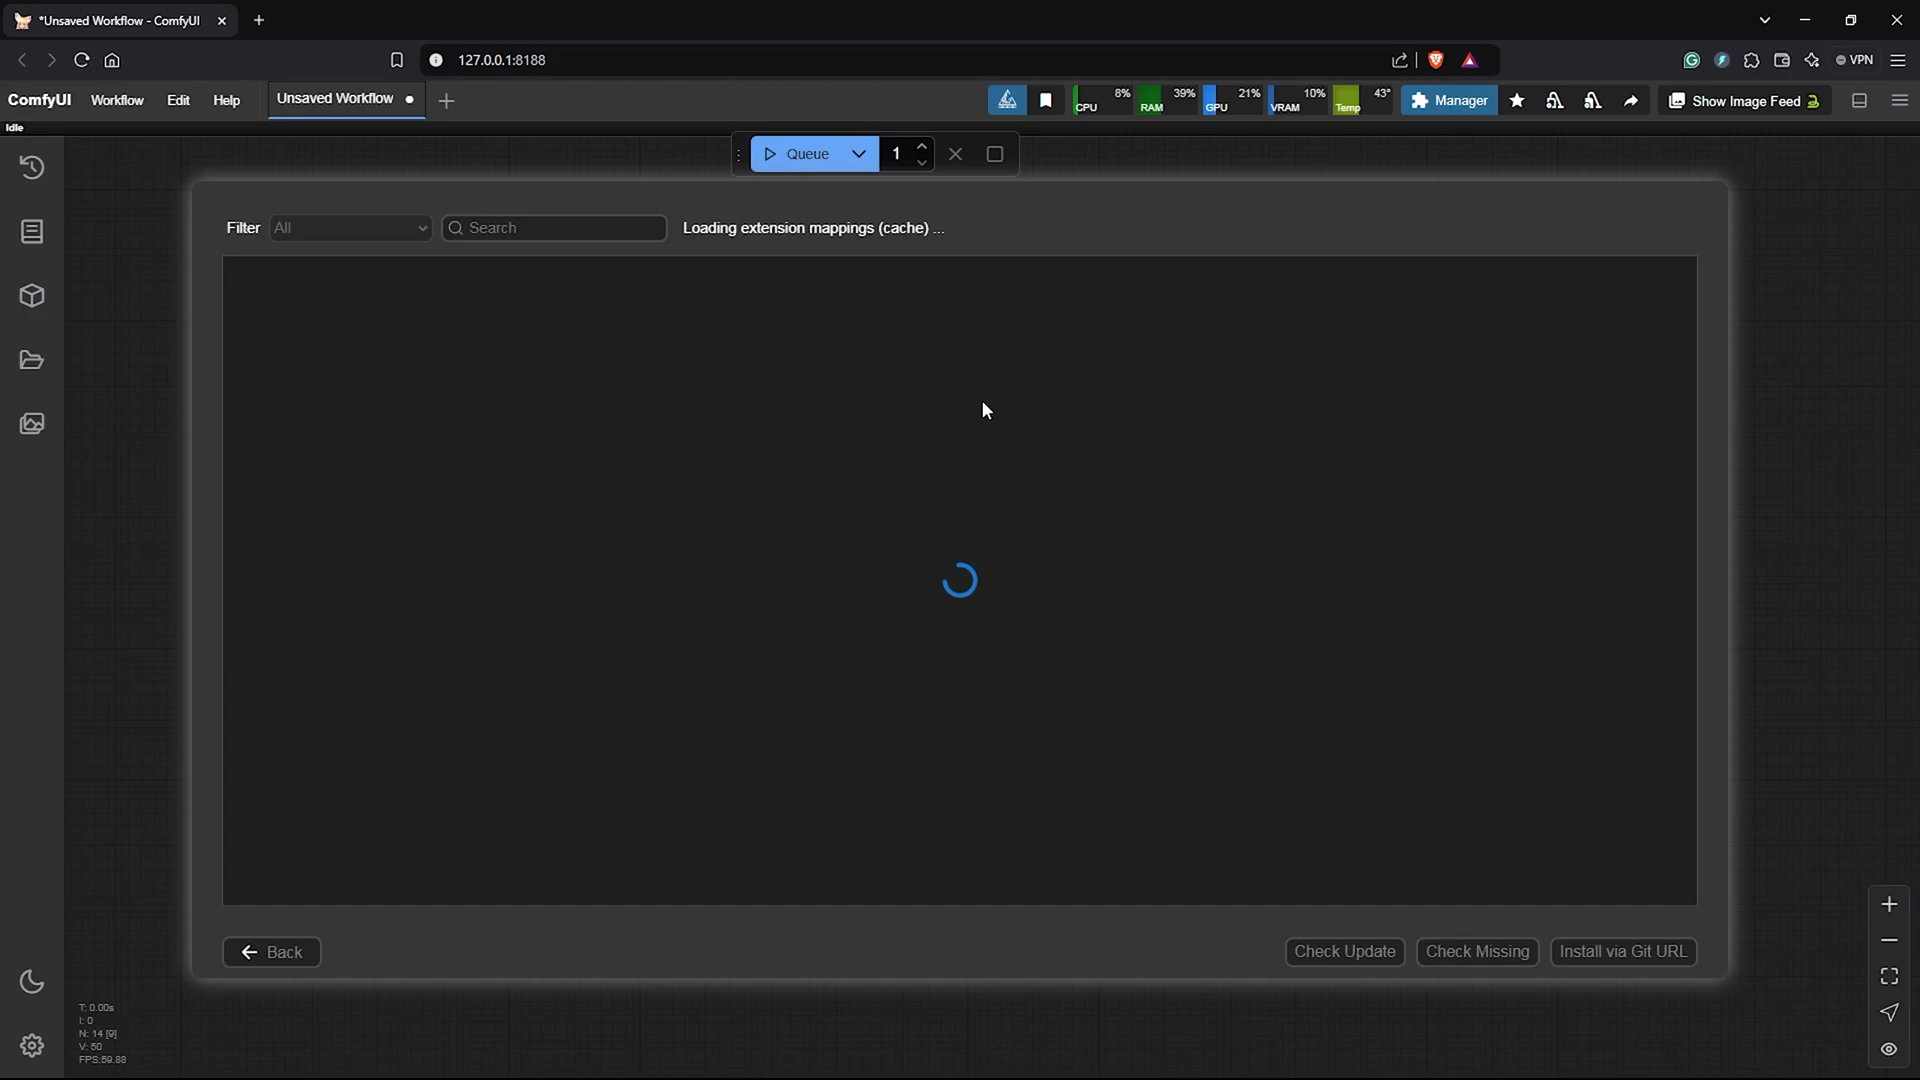 *Unsaved Workflow - ComfyUI
127.0.0.1:8188
VPN
ComfyUI Workflow Edit Help Unsaved Workflow
CPU 8% RAM 39% GPU 21% VRAM 10% Temp 43° Manager Show Image Feed
Idle
Queue 1
Filter All Search Loading extension mappings (cache) ...
Back Check Update Check Missing Install via Git URL
T: 0.00s
I: 0
N: 14 [9]
V: 50
FPS:59.88